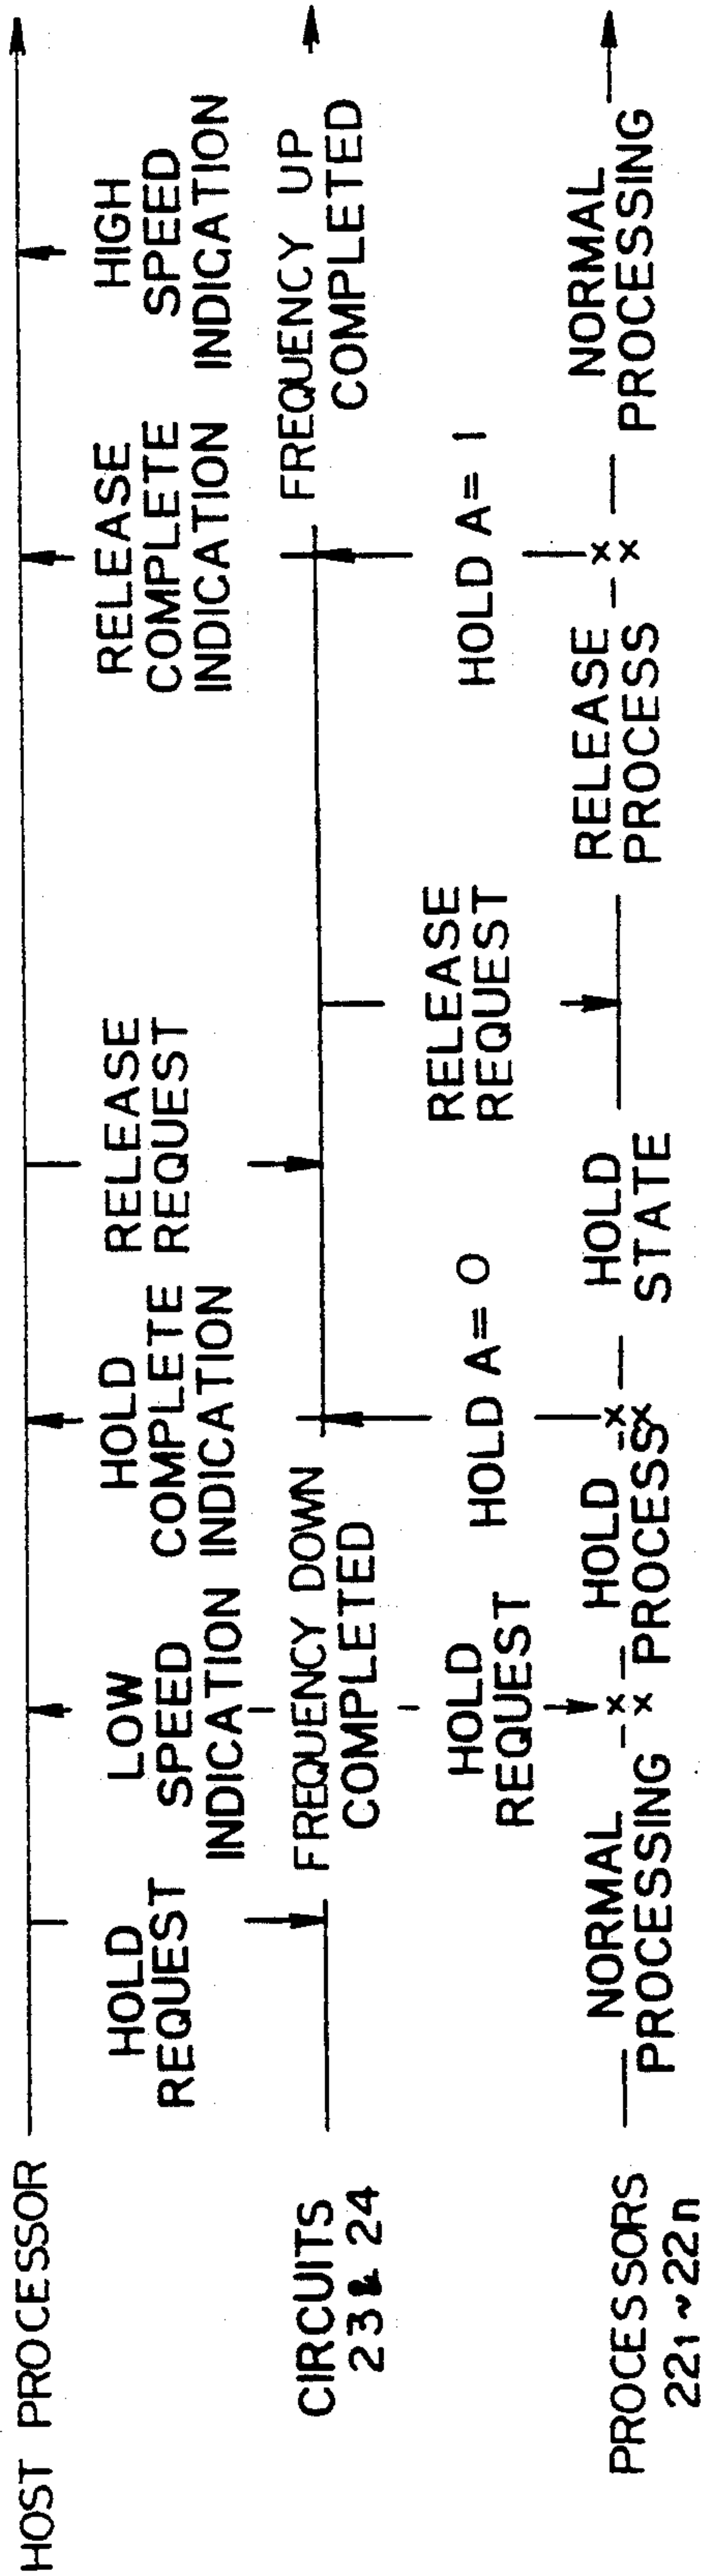 HOST PROCESSOR
HOLD
REQUEST
LOW
SPEED
INDICATION
HOLD
COMPLETE
INDICATION
RELEASE
REQUEST
RELEASE
COMPLETE
INDICATION
HIGH
SPEED
INDICATION
CIRCUITS
23 & 24
FREQUENCY DOWN
COMPLETED
FREQUENCY UP
COMPLETED
HOLD
REQUEST
HOLD A = 0
RELEASE
REQUEST
HOLD A = 1
PROCESSORS
221 ~ 22n
NORMAL
PROCESSING
HOLD
PROCESS
HOLD
STATE
RELEASE
PROCESS
NORMAL
PROCESSING